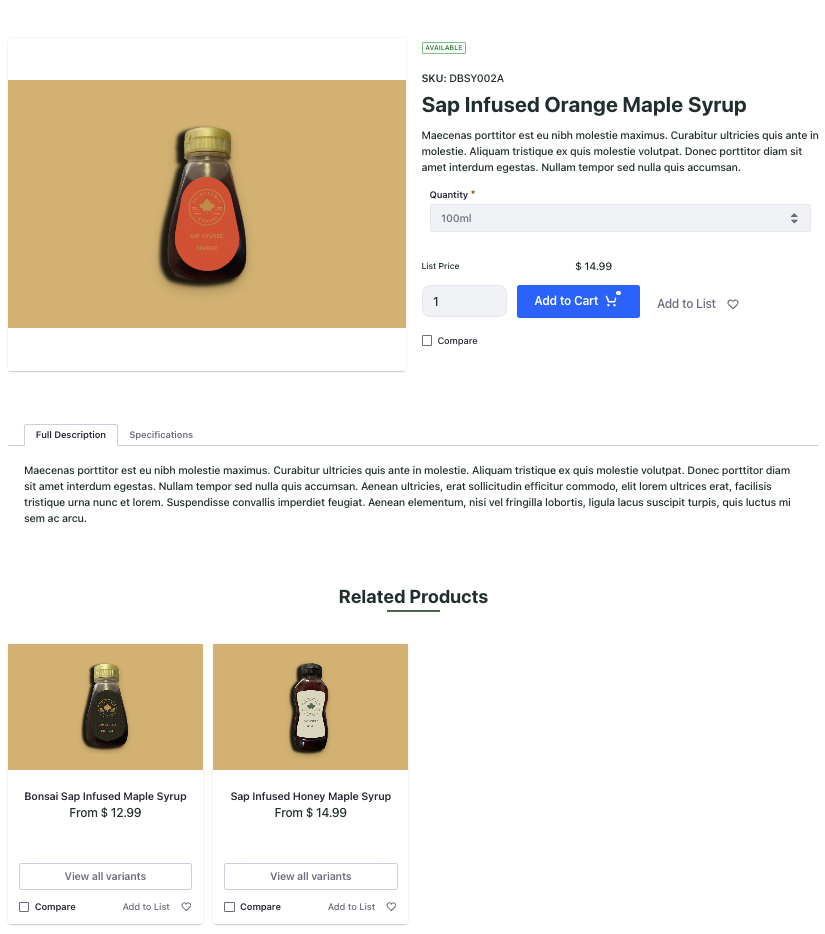 AVAILABLE
SKU: DBSY002A
Sap Infused Orange Maple Syrup
Maecenas porttitor est eu nibh molestie maximus. Curabitur ultricies quis ante in
molestie. Aliquam tristique ex quis molestie volutpat. Donec porttitor diam sit
amet interdum egestas. Nullam tempor sed nulla quis accumsan.
Quantity *
100ml
List Price $ 14.99
1 Add to Cart Add to List
Compare
SAP INFUSED
ORANGE
Full Description Specifications
Maecenas porttitor est eu nibh molestie maximus. Curabitur ultricies quis ante in molestie. Aliquam tristique ex quis molestie volutpat. Donec porttitor diam
sit amet interdum egestas. Nullam tempor sed nulla quis accumsan. Aenean ultricies, erat sollicitudin efficitur commodo, elit lorem ultrices erat, facilisis
tristique urna nunc et lorem. Suspendisse convallis imperdiet feugiat. Aenean elementum, nisi vel fringilla lobortis, ligula lacus suscipit turpis, quis luctus mi
sem ac arcu.
Related Products
Bonsai Sap Infused Maple Syrup
From $ 12.99
View all variants
Compare Add to List
Sap Infused Honey Maple Syrup
From $ 14.99
View all variants
Compare Add to List